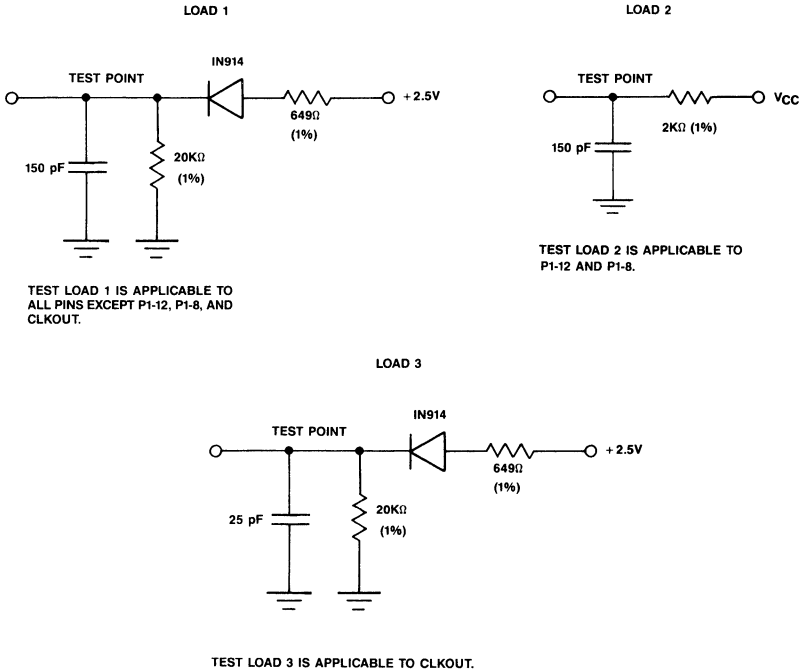 LOAD 1
IN914
TEST POINT
+ 2.5V
649Ω
(1%)
150 pF
20KΩ
(1%)
TEST LOAD 1 IS APPLICABLE TO
ALL PINS EXCEPT P1-12, P1-8, AND
CLKOUT.
LOAD 2
TEST POINT
VCC
2KΩ (1%)
150 pF
TEST LOAD 2 IS APPLICABLE TO
P1-12 AND P1-8.
LOAD 3
IN914
TEST POINT
+ 2.5V
649Ω
(1%)
25 pF
20KΩ
(1%)
TEST LOAD 3 IS APPLICABLE TO CLKOUT.